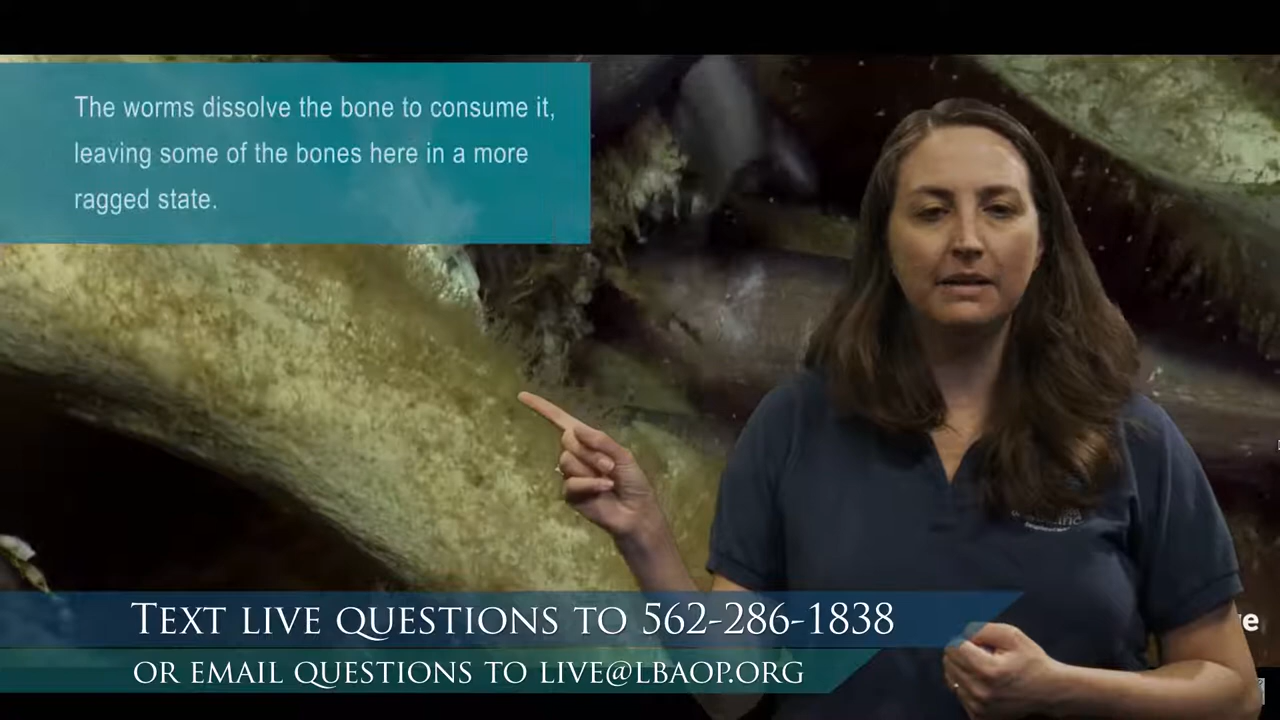 The worms dissolve the bone to consume it,
leaving some of the bones here in a more
ragged state.
TEXT LIVE QUESTIONS TO 562-286-1838
OR EMAIL QUESTIONS TO LIVE@LBAOP.ORG